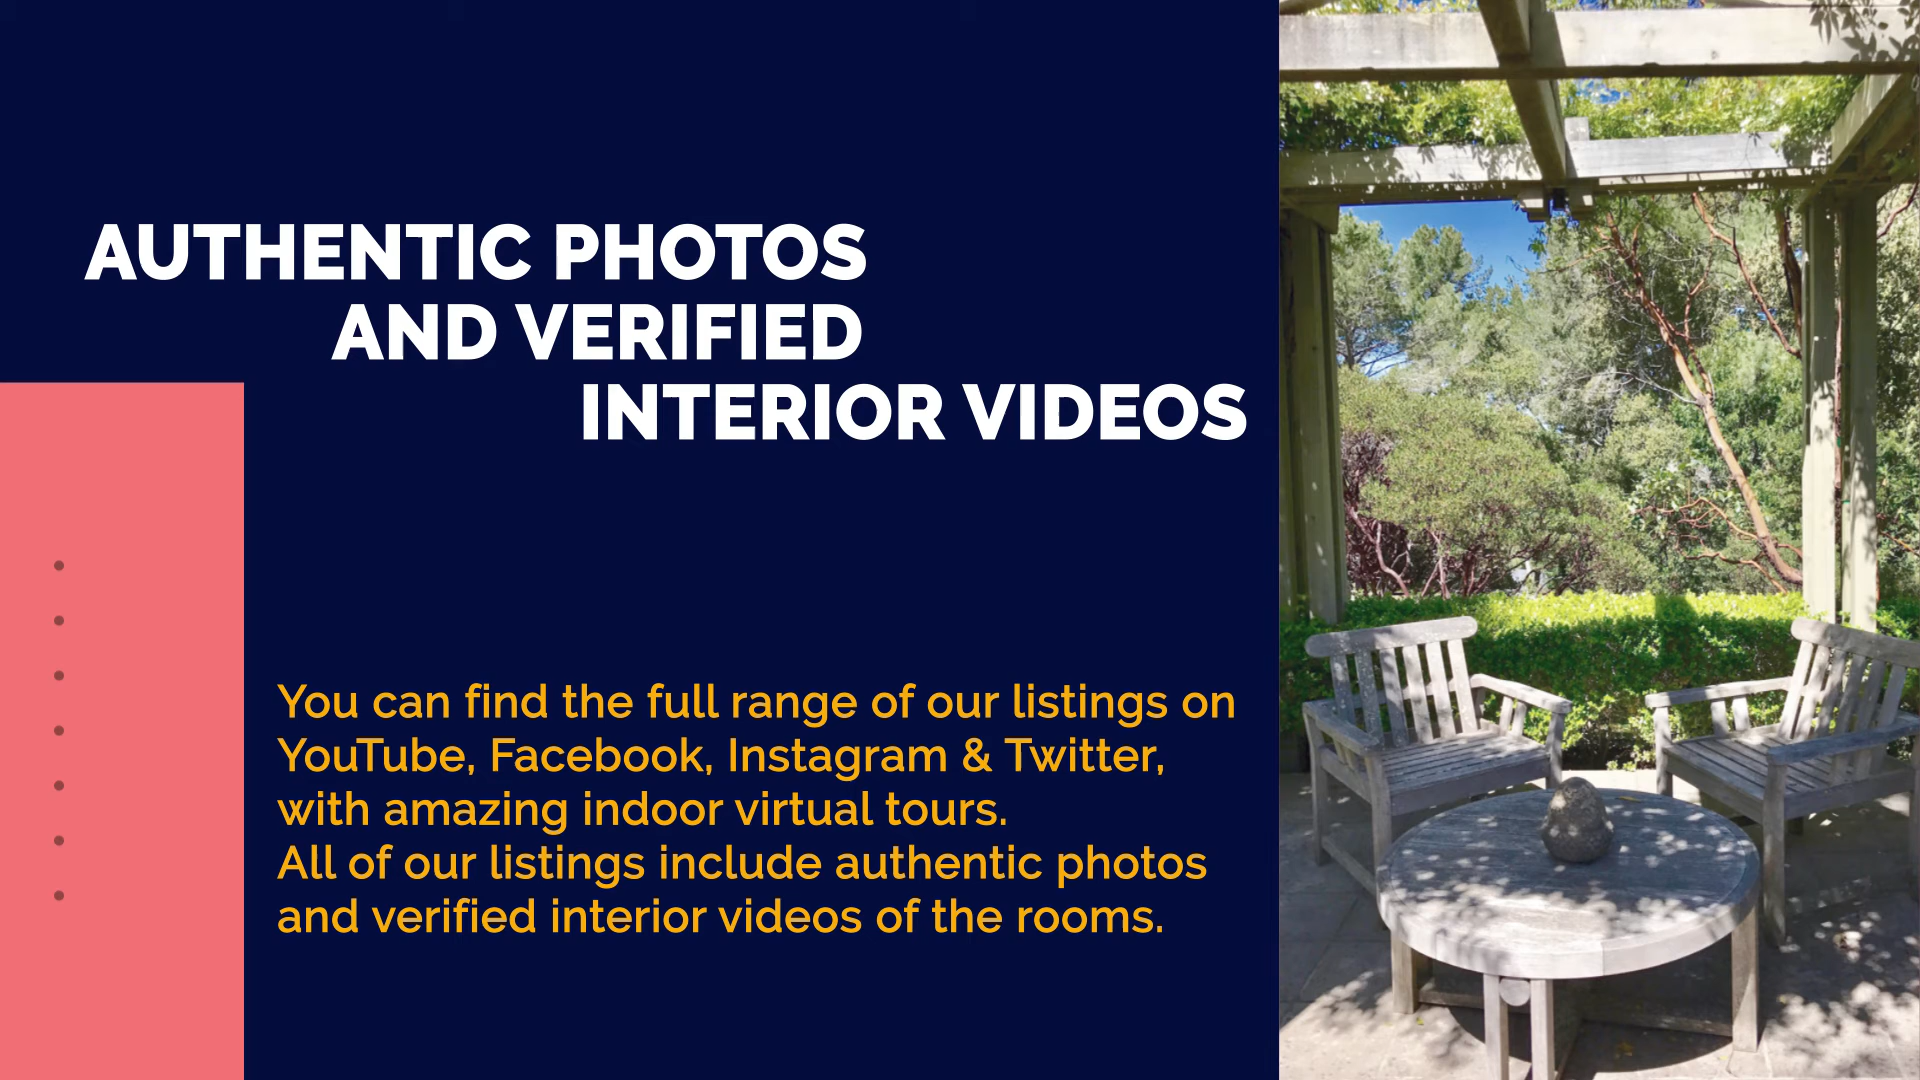 AUTHENTIC PHOTOS
AND VERIFIED
INTERIOR VIDEOS
You can find the full range of our listings on
YouTube, Facebook, Instagram & Twitter,
with amazing indoor virtual tours.
All of our listings include authentic photos
and verified interior videos of the rooms.